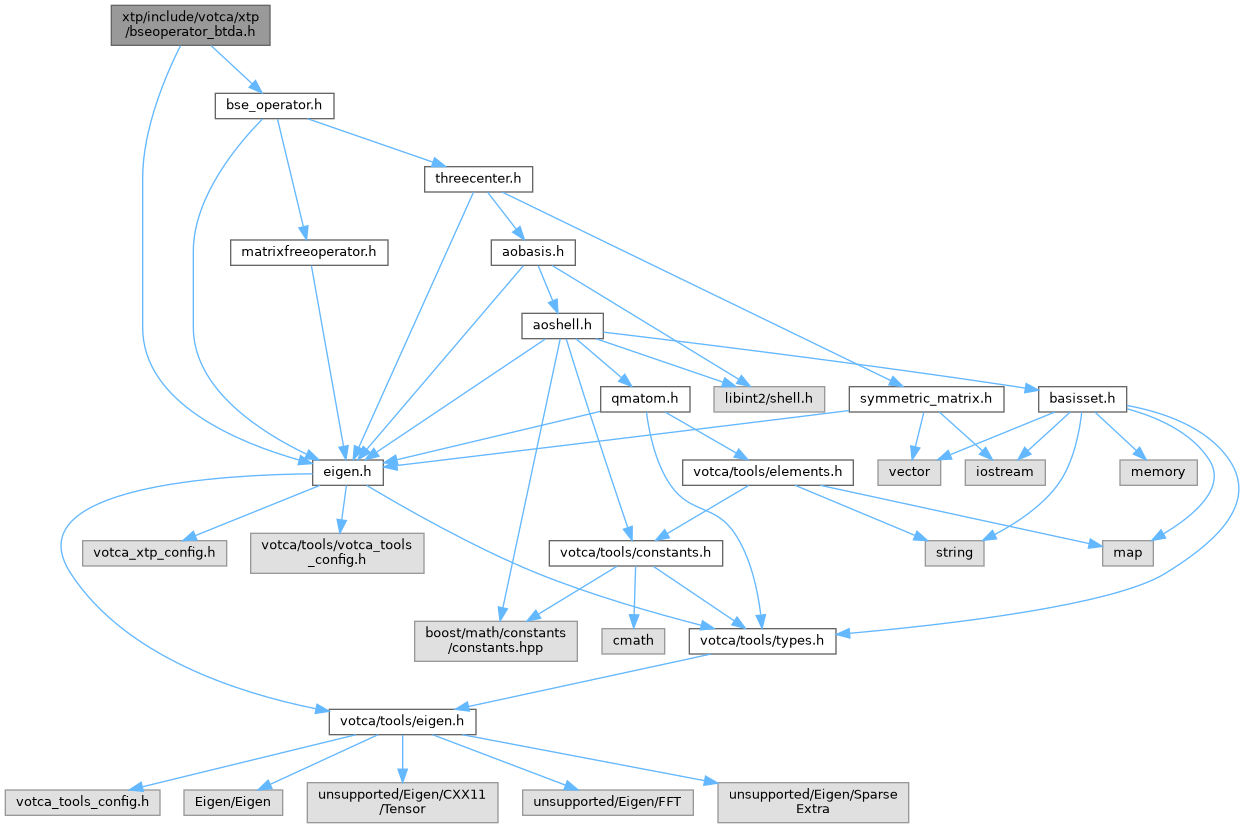 xtp/include/votca/xtp
/bseoperator_btda.h
bse_operator.h
threecenter.h
matrixfreeoperator.h
aobasis.h
aoshell.h
qmatom.h
libint2/shell.h
symmetric_matrix.h
basisset.h
eigen.h
votca/tools/elements.h
vector
iostream
memory
votca_xtp_config.h
votca/tools/votca_tools
_config.h
votca/tools/constants.h
string
map
boost/math/constants
/constants.hpp
cmath
votca/tools/types.h
votca/tools/eigen.h
votca_tools_config.h
Eigen/Eigen
unsupported/Eigen/CXX11
/Tensor
unsupported/Eigen/FFT
unsupported/Eigen/Sparse
Extra